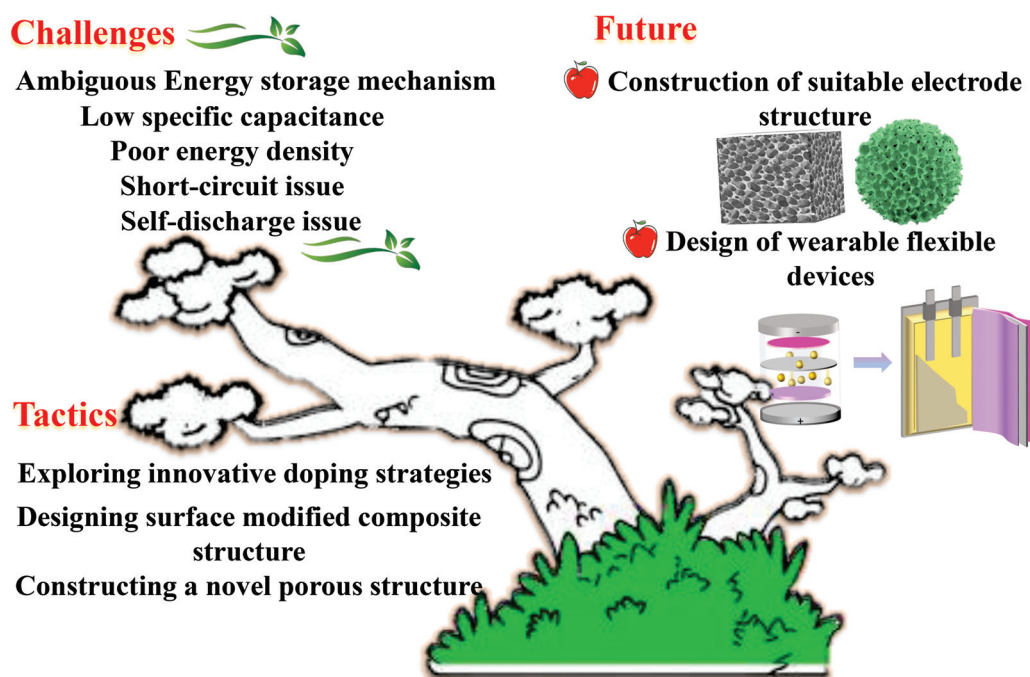 Challenges
Ambiguous Energy storage mechanism
Low specific capacitance
Poor energy density
Short-circuit issue
Self-discharge issue
Tactics
Exploring innovative doping strategies
Designing surface modified composite
structure
Constructing a novel porous structure
Future
Construction of suitable electrode
structure
Design of wearable flexible
devices
-
+